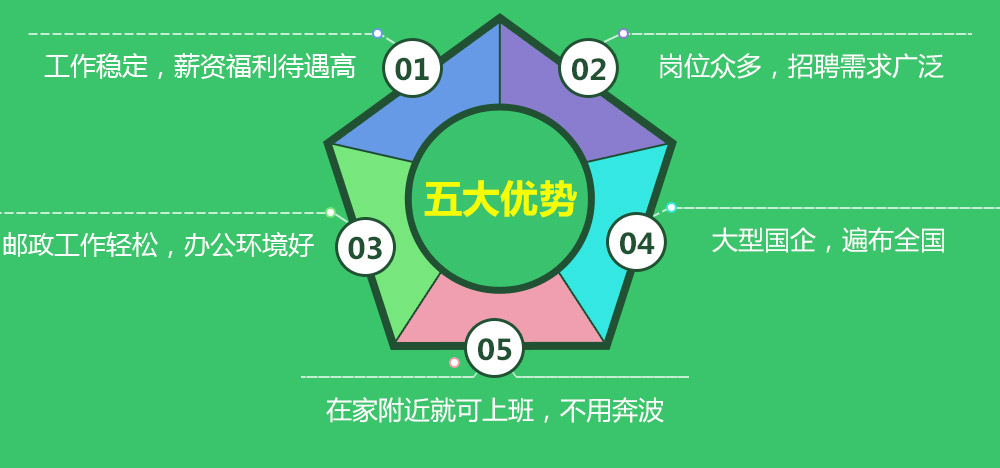 01
工作稳定，薪资福利待遇高
02
岗位众多，招聘需求广泛
五大优势
03
邮政工作轻松，办公环境好
04
大型国企，遍布全国
05
在家附近就可上班，不用奔波